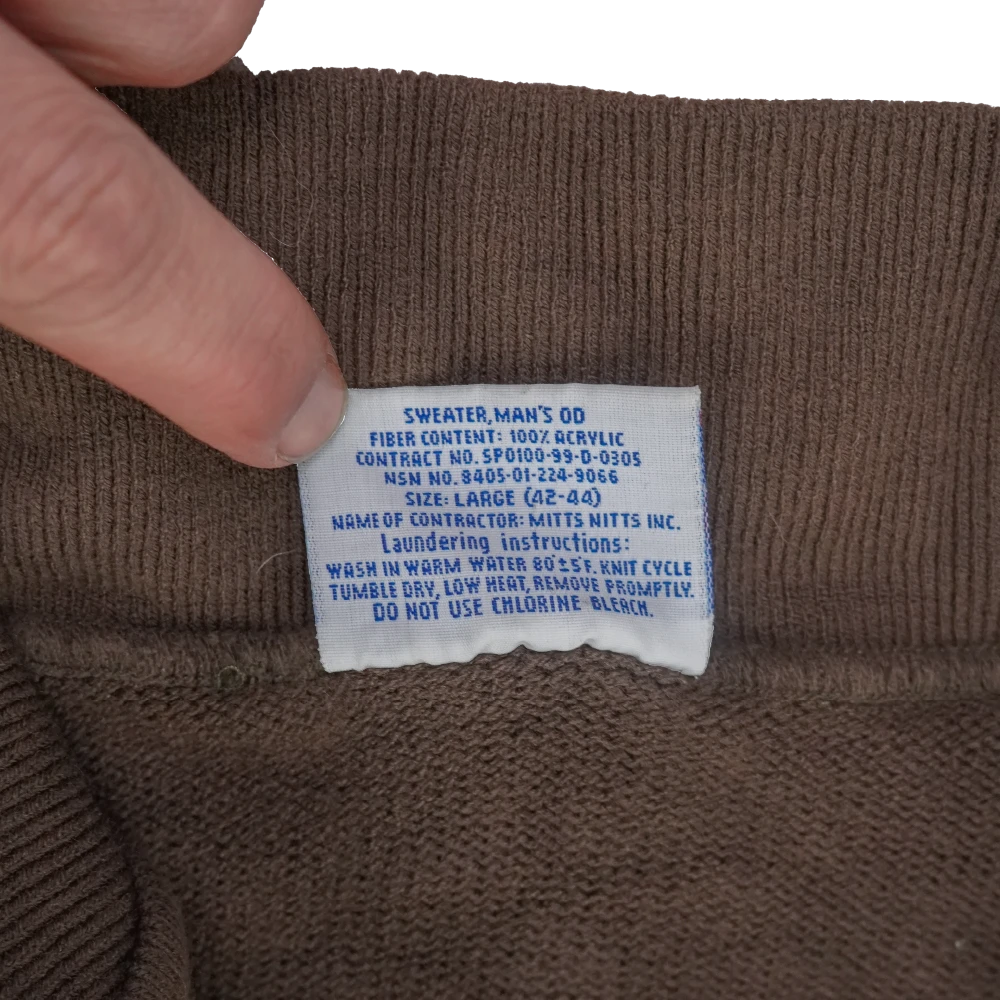 SWEATER, MAN'S OD
FIBER CONTENT: 100% ACRYLIC
CONTRACT NO. SPO100-99-D-0305
NSN NO. 8405-01-224-9066
SIZE: LARGE (42-44)
NAME OF CONTRACTOR: MITTS NITTS INC.
Laundering instructions:
WASH IN WARM WATER 80°±5°F. KNIT CYCLE
TUMBLE DRY, LOW HEAT, REMOVE PROMPTLY.
DO NOT USE CHLORINE BLEACH.